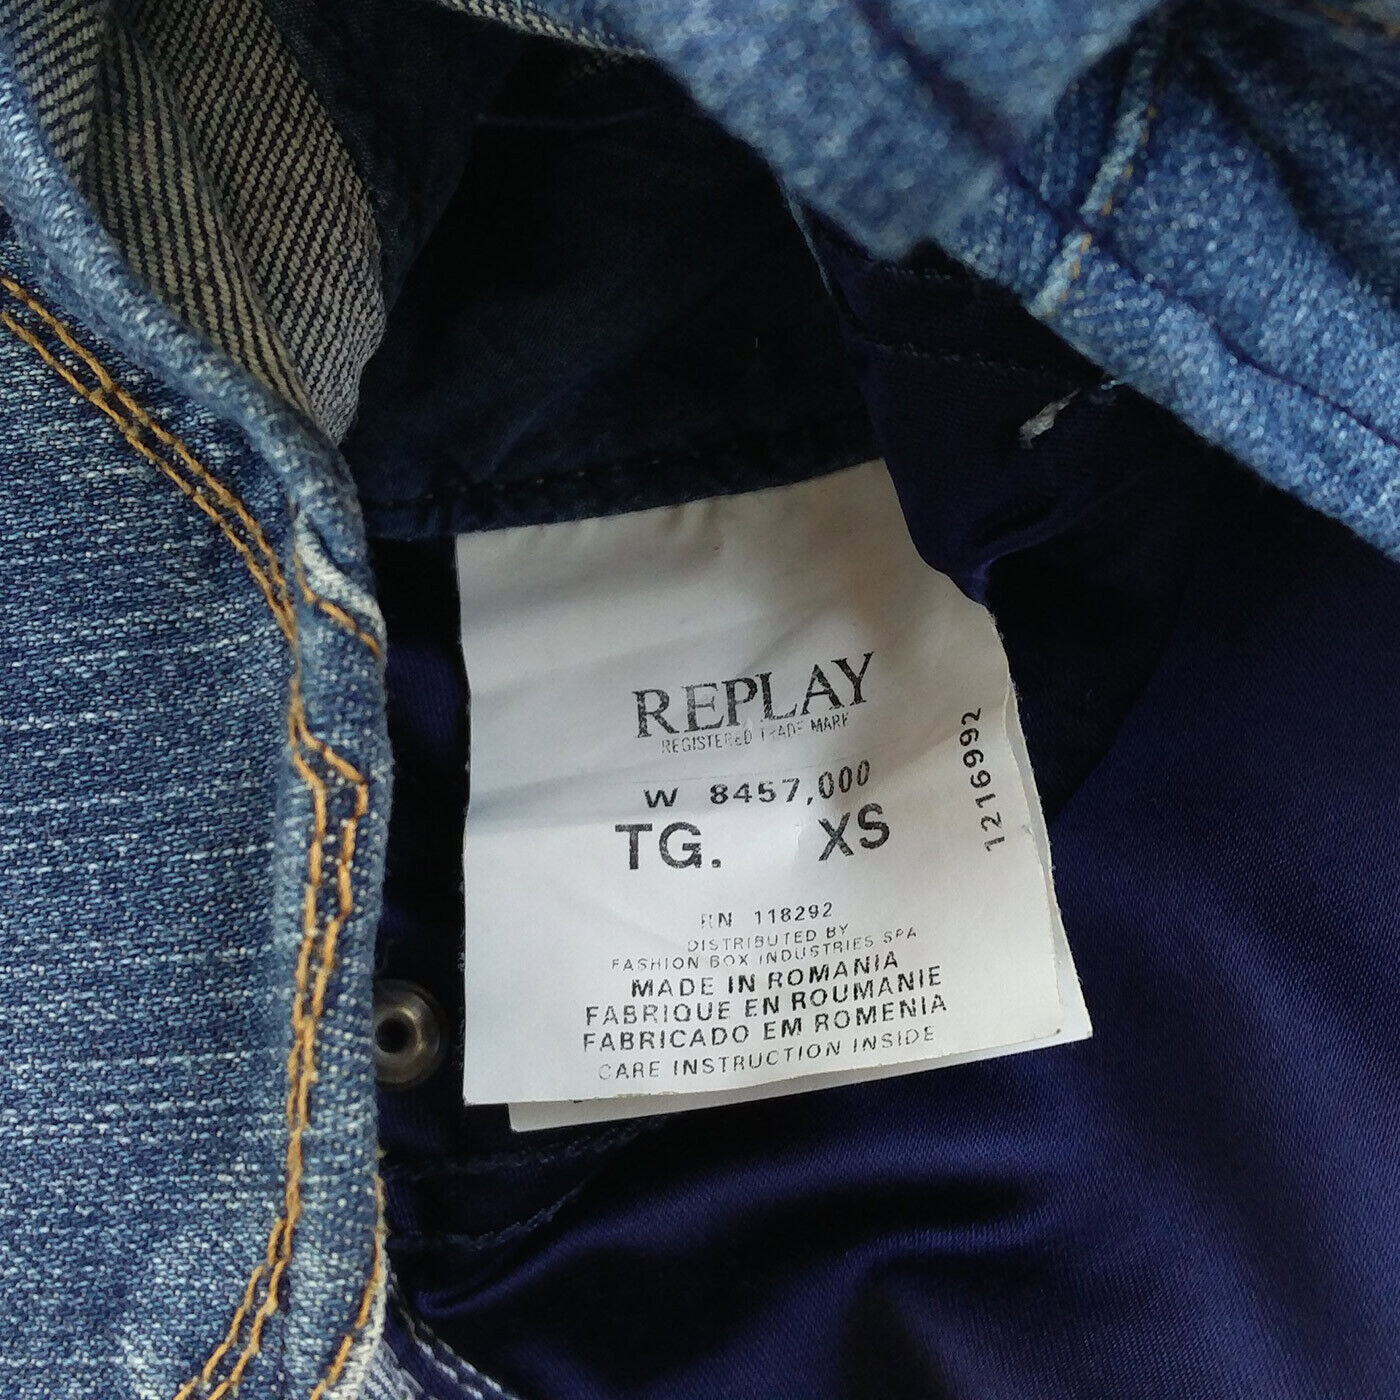 REPLAY
REGISTERED TRADE MARK
W 8457,000
TG. XS
1216992
RN 118292
DISTRIBUTED BY
FASHION BOX INDUSTRIES SPA
MADE IN ROMANIA
FABRIQUE EN ROUMANIE
FABRICADO EM ROMENIA
CARE INSTRUCTION INSIDE